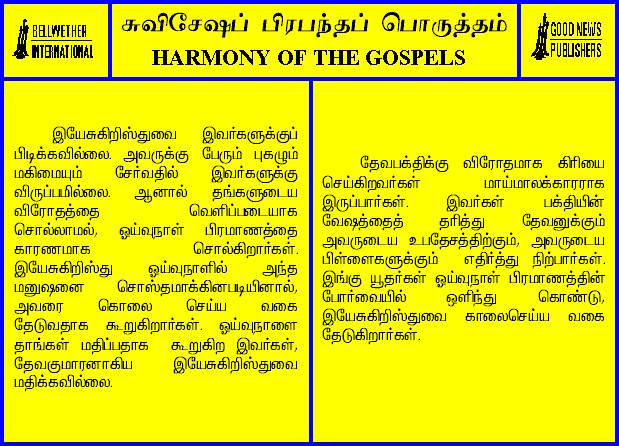 BELLWETHER
INTERNATIONAL
சுவிசேஷப் பிரபந்தப் பொருத்தம்
HARMONY OF THE GOSPELS
GOOD NEWS
PUBLISHERS
இயேசுகிறிஸ்துவை இவர்களுக்குப்
பிடிக்கவில்லை. அவருக்கு பேரும் புகழும்
மகிமையும் சேர்வதில் இவர்களுக்கு
விருப்பமில்லை. ஆனால் தங்களுடைய
விரோதத்தை வெளிப்படையாக
சொல்லாமல், ஓய்வுநாள் பிரமாணத்தை
காரணமாக சொல்கிறார்கள்.
இயேசுகிறிஸ்து ஓய்வுநாளில் அந்த
மனுஷனை சொஸ்தமாக்கினபடியினால்,
அவரை கொலை செய்ய வகை
தேடுவதாக கூறுகிறார்கள். ஓய்வுநாளை
தாங்கள் மதிப்பதாக கூறுகிற இவர்கள்,
தேவகுமாரனாகிய இயேசுகிறிஸ்துவை
மதிக்கவில்லை.
தேவபக்திக்கு விரோதமாக கிரியை
செய்கிறவர்கள் மாய்மாலக்காரராக
இருப்பார்கள். இவர்கள் பக்தியின்
வேஷத்தைத் தரித்து தேவனுக்கும்
அவருடைய உபதேசத்திற்கும், அவருடைய
பிள்ளைகளுக்கும் எதிர்த்து நிற்பார்கள்.
இங்கு யூதர்கள் ஓய்வுநாள் பிரமாணத்தின்
போர்வையில் ஒளிந்து கொண்டு,
இயேசுகிறிஸ்துவை காலைசெய்ய வகை
தேடுகிறார்கள்.